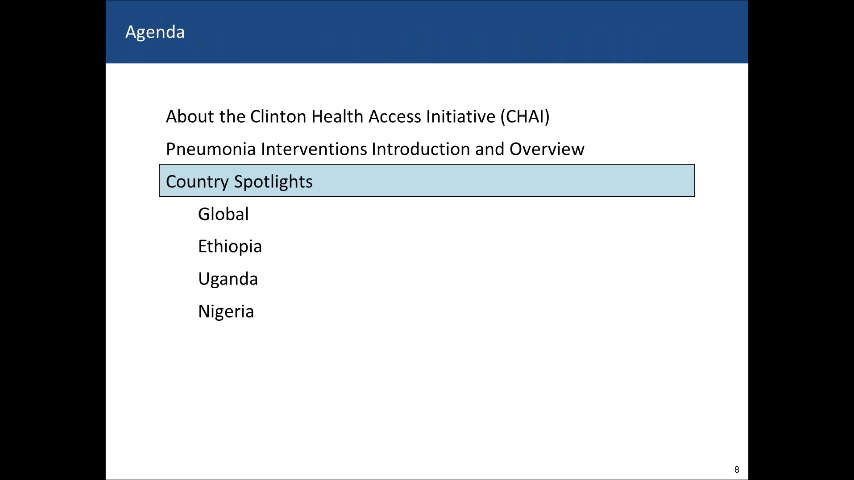 Agenda
About the Clinton Health Access Initiative (CHAI)
Pneumonia Interventions Introduction and Overview
Country Spotlights
Global
Ethiopia
Uganda
Nigeria
8